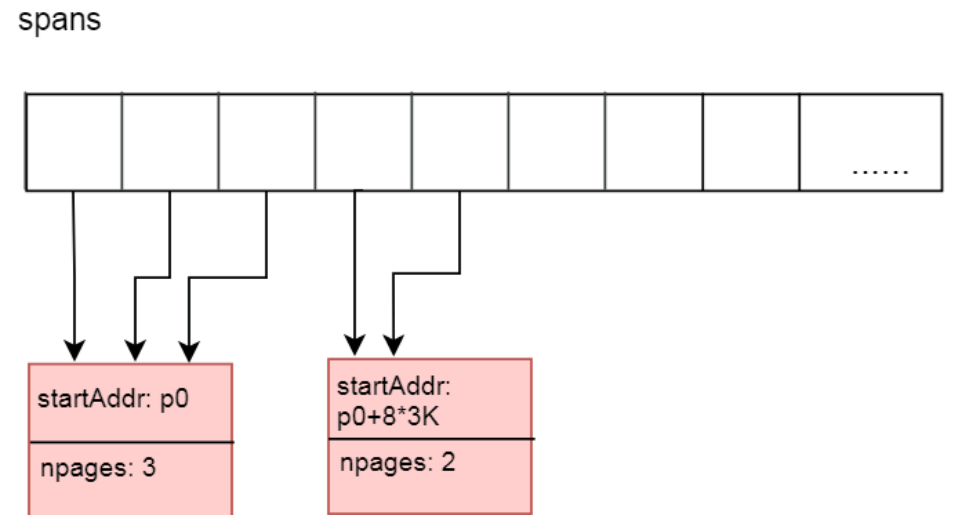 spans
......
startAddr: p0
npages: 3
startAddr:
p0+8*3K
npages: 2